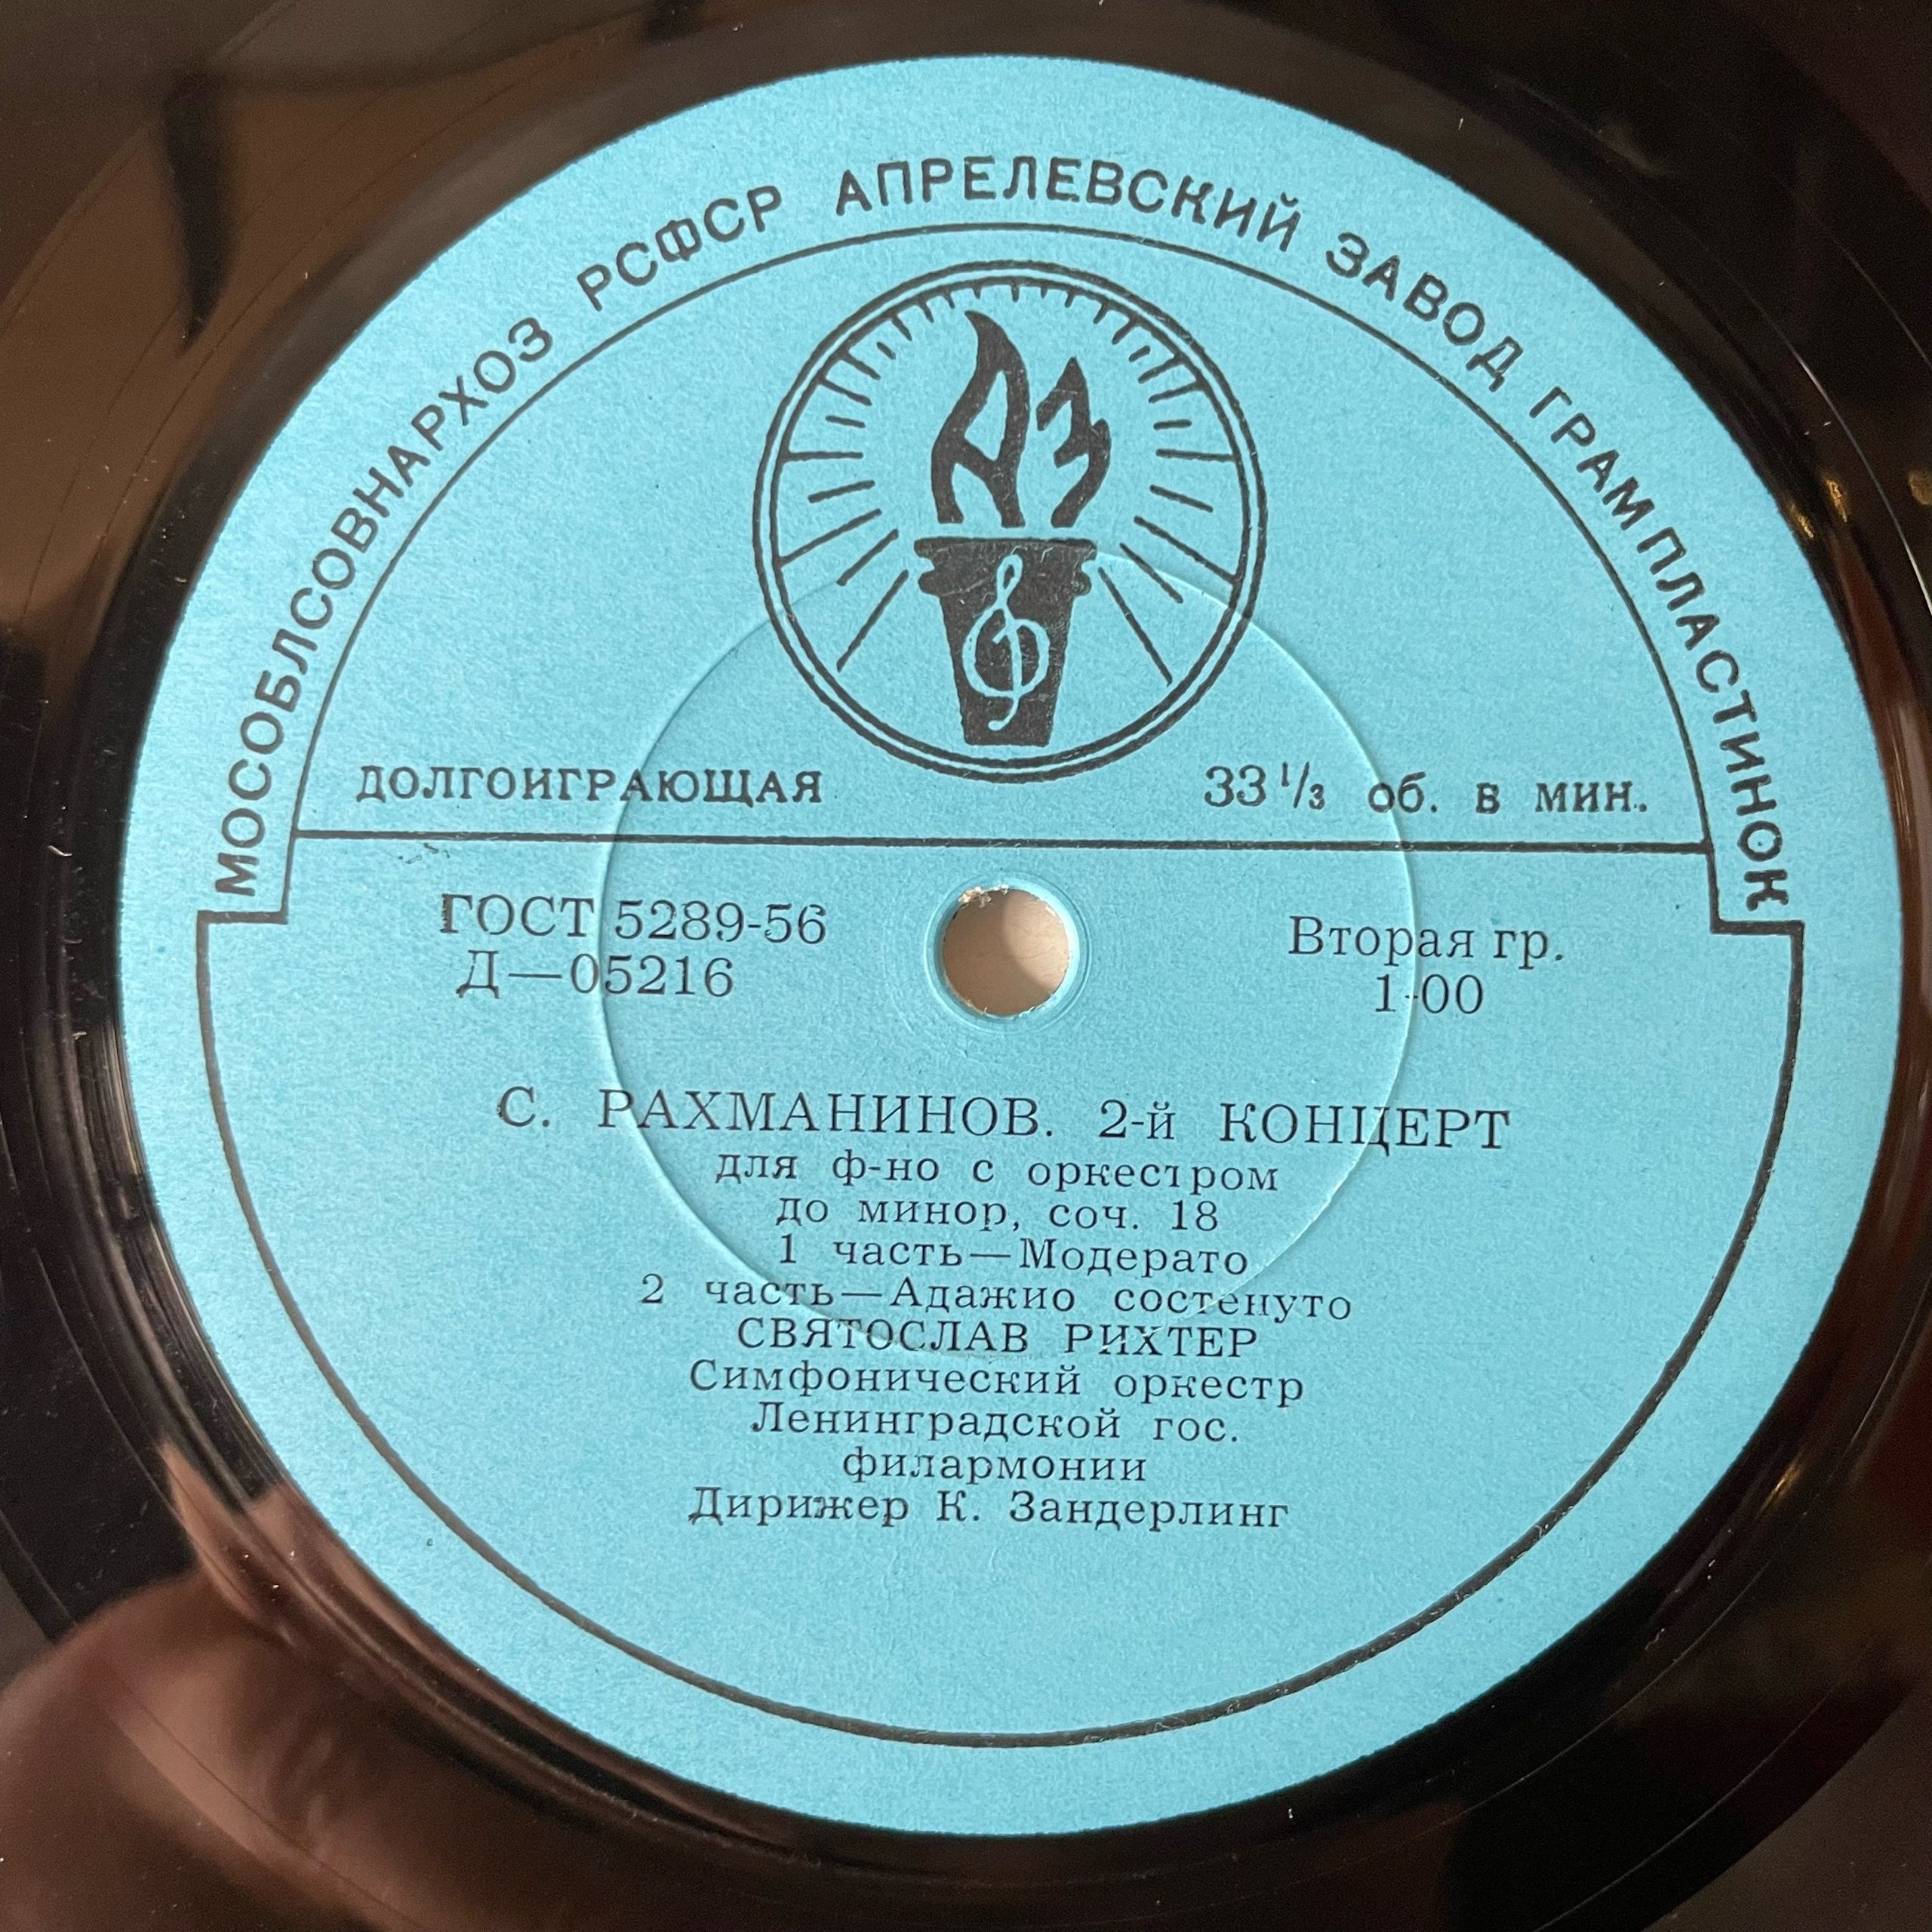 МОСОБЛСОВНАРХОЗ РСФСР АПРЕЛЕВСКИЙ ЗАВОД ГРАМПЛАСТИНОК
АЗ
ДОЛГОИГРАЮЩАЯ 33 1/3 об. в мин.
ГОСТ 5289-56 Вторая гр.
Д—05216 1-00
С. РАХМАНИНОВ. 2-й КОНЦЕРТ
для ф-но с оркестром
до минор, соч. 18
1 часть—Модерато
2 часть—Адажио состенуто
СВЯТОСЛАВ РИХТЕР
Симфонический оркестр
Ленинградской гос.
филармонии
Дирижер К. Зандерлинг